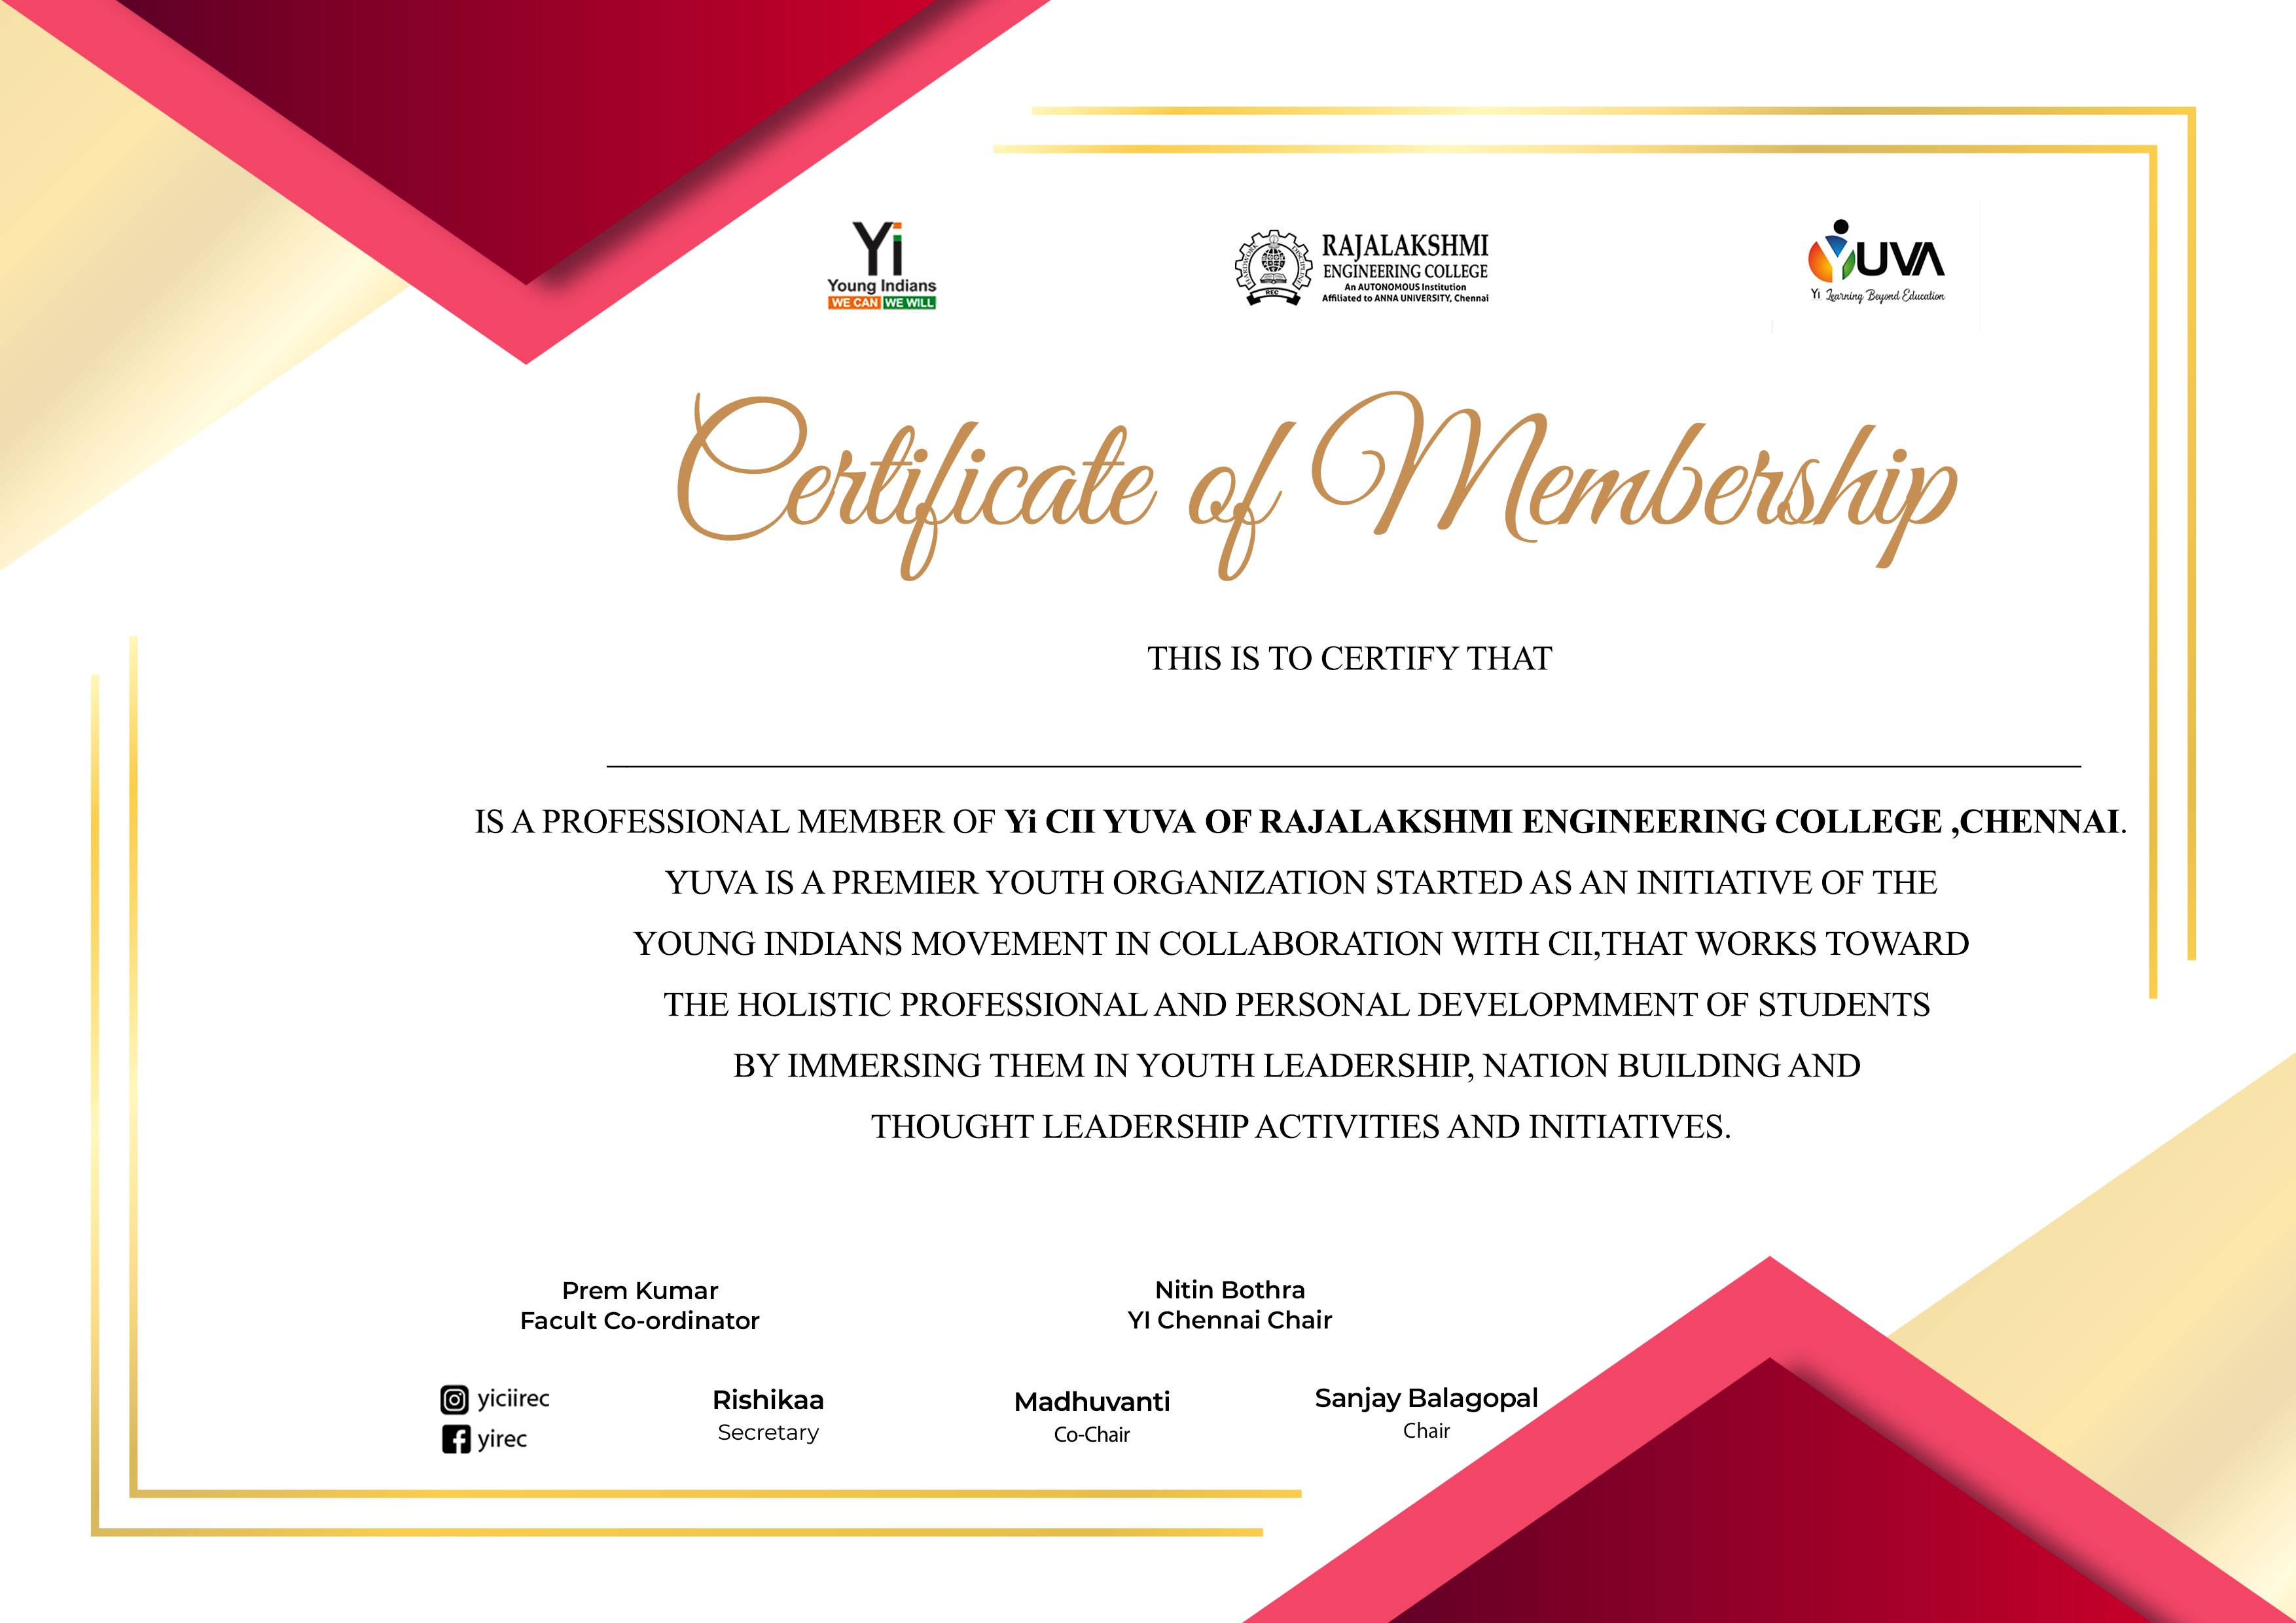 Yi
Young Indians
WE CAN WE WILL
HARDWORK DISCIPLINE
REC
RAJALAKSHMI
ENGINEERING COLLEGE
An AUTONOMOUS Institution
Affiliated to ANNA UNIVERSITY, Chennai
YUVA
Yi Learning Beyond Education
Certificate of Membership
THIS IS TO CERTIFY THAT
IS A PROFESSIONAL MEMBER OF Yi CII YUVA OF RAJALAKSHMI ENGINEERING COLLEGE ,CHENNAI.
YUVA IS A PREMIER YOUTH ORGANIZATION STARTED AS AN INITIATIVE OF THE
YOUNG INDIANS MOVEMENT IN COLLABORATION WITH CII,THAT WORKS TOWARD
THE HOLISTIC PROFESSIONAL AND PERSONAL DEVELOPMMENT OF STUDENTS
BY IMMERSING THEM IN YOUTH LEADERSHIP, NATION BUILDING AND
THOUGHT LEADERSHIP ACTIVITIES AND INITIATIVES.
Prem Kumar
Facult Co-ordinator
Nitin Bothra
YI Chennai Chair
yiciirec
yirec
Rishikaa
Secretary
Madhuvanti
Co-Chair
Sanjay Balagopal
Chair